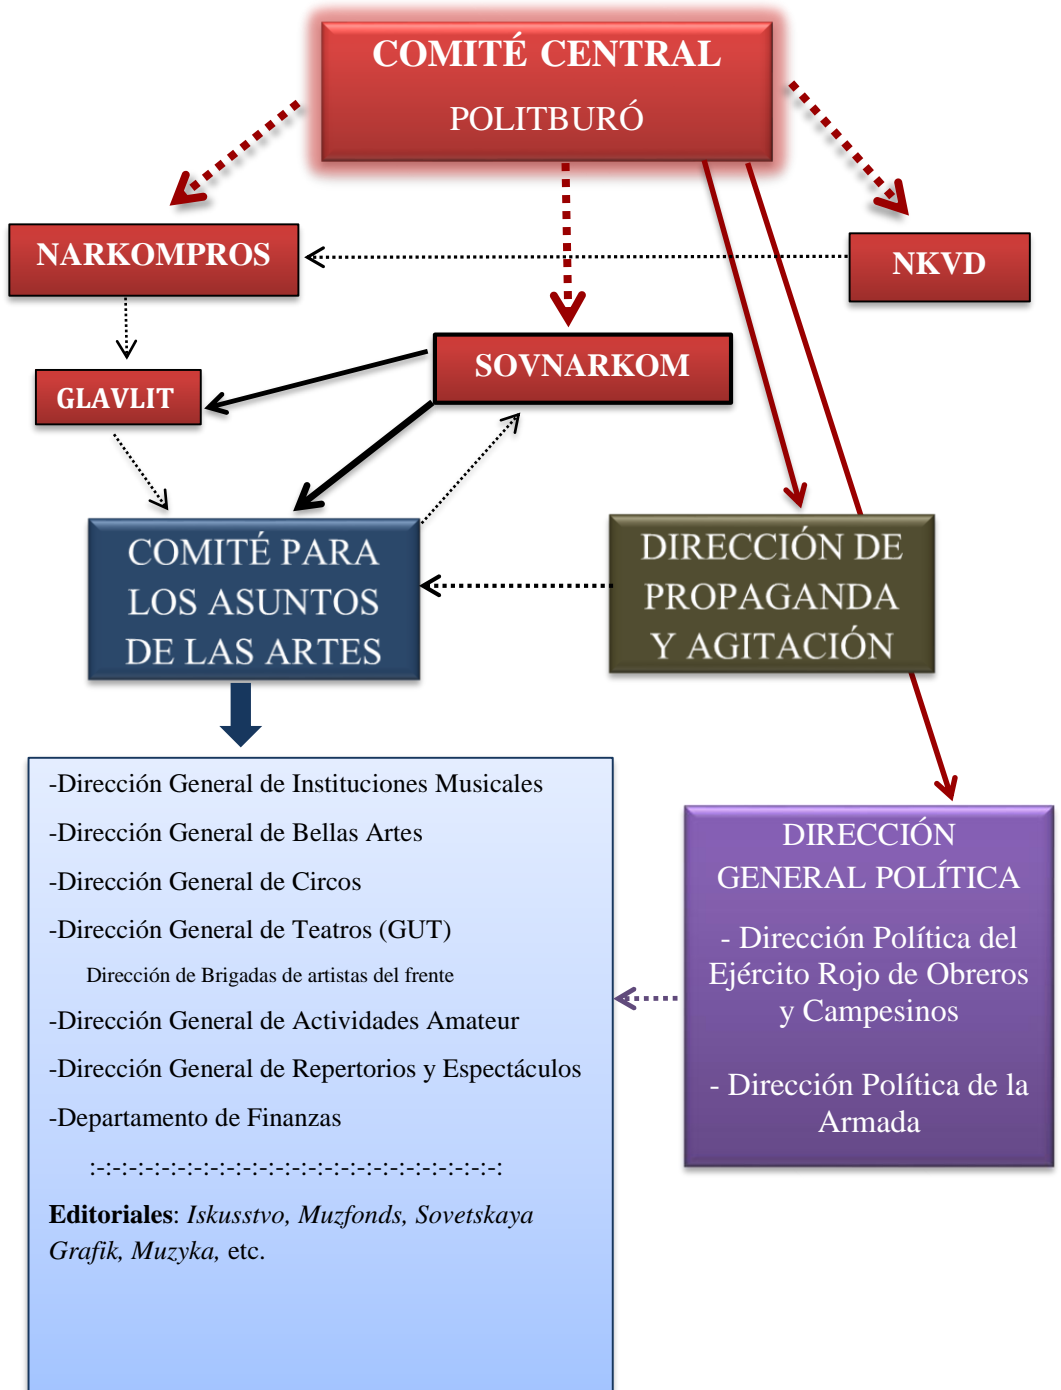 COMITÉ CENTRAL
POLITBURÓ
NARKOMPROS
NKVD
SOVNARKOM
GLAVLIT
COMITÉ PARA
LOS ASUNTOS
DE LAS ARTES
DIRECCIÓN DE
PROPAGANDA
Y AGITACIÓN
-Dirección General de Instituciones Musicales
-Dirección General de Bellas Artes
-Dirección General de Circos
-Dirección General de Teatros (GUT)
Dirección de Brigadas de artistas del frente
-Dirección General de Actividades Amateur
-Dirección General de Repertorios y Espectáculos
-Departamento de Finanzas
:-:-:-:-:-:-:-:-:-:-:-:-:-:-:-:-:-:-:-:-:-:-:-:-:-:
Editoriales: Iskusstvo, Muzfonds, Sovetskaya
Grafik, Muzyka, etc.
DIRECCIÓN
GENERAL POLÍTICA
- Dirección Política del
Ejército Rojo de Obreros
y Campesinos
- Dirección Política de la
Armada